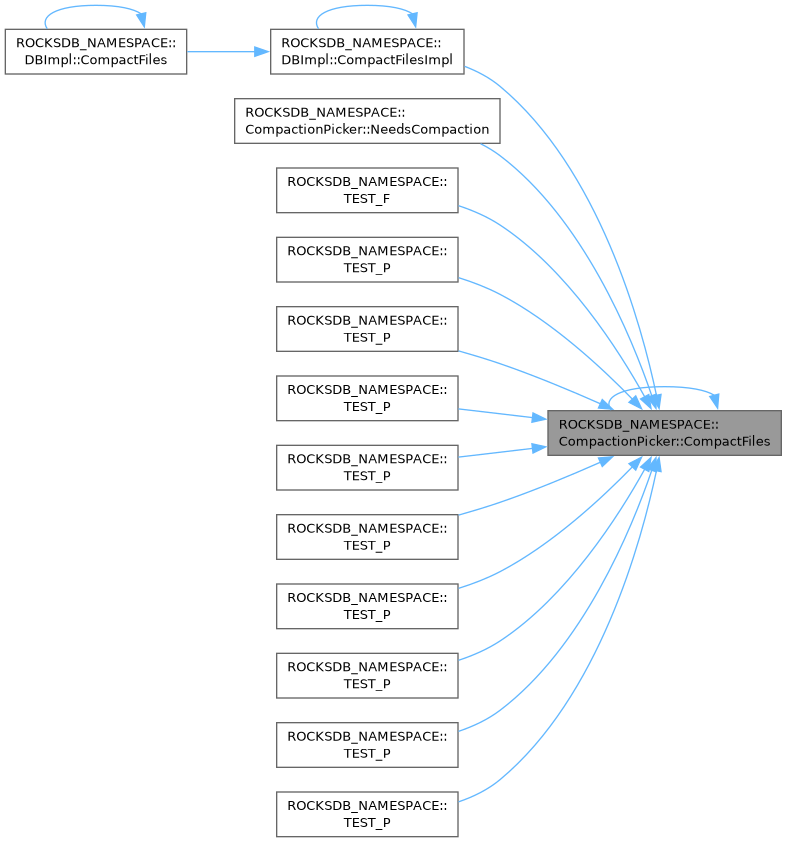 ROCKSDB_NAMESPACE::
DBImpl::CompactFiles
ROCKSDB_NAMESPACE::
DBImpl::CompactFilesImpl
ROCKSDB_NAMESPACE::
CompactionPicker::NeedsCompaction
ROCKSDB_NAMESPACE::
TEST_F
ROCKSDB_NAMESPACE::
TEST_P
ROCKSDB_NAMESPACE::
TEST_P
ROCKSDB_NAMESPACE::
TEST_P
ROCKSDB_NAMESPACE::
CompactionPicker::CompactFiles
ROCKSDB_NAMESPACE::
TEST_P
ROCKSDB_NAMESPACE::
TEST_P
ROCKSDB_NAMESPACE::
TEST_P
ROCKSDB_NAMESPACE::
TEST_P
ROCKSDB_NAMESPACE::
TEST_P
ROCKSDB_NAMESPACE::
TEST_P